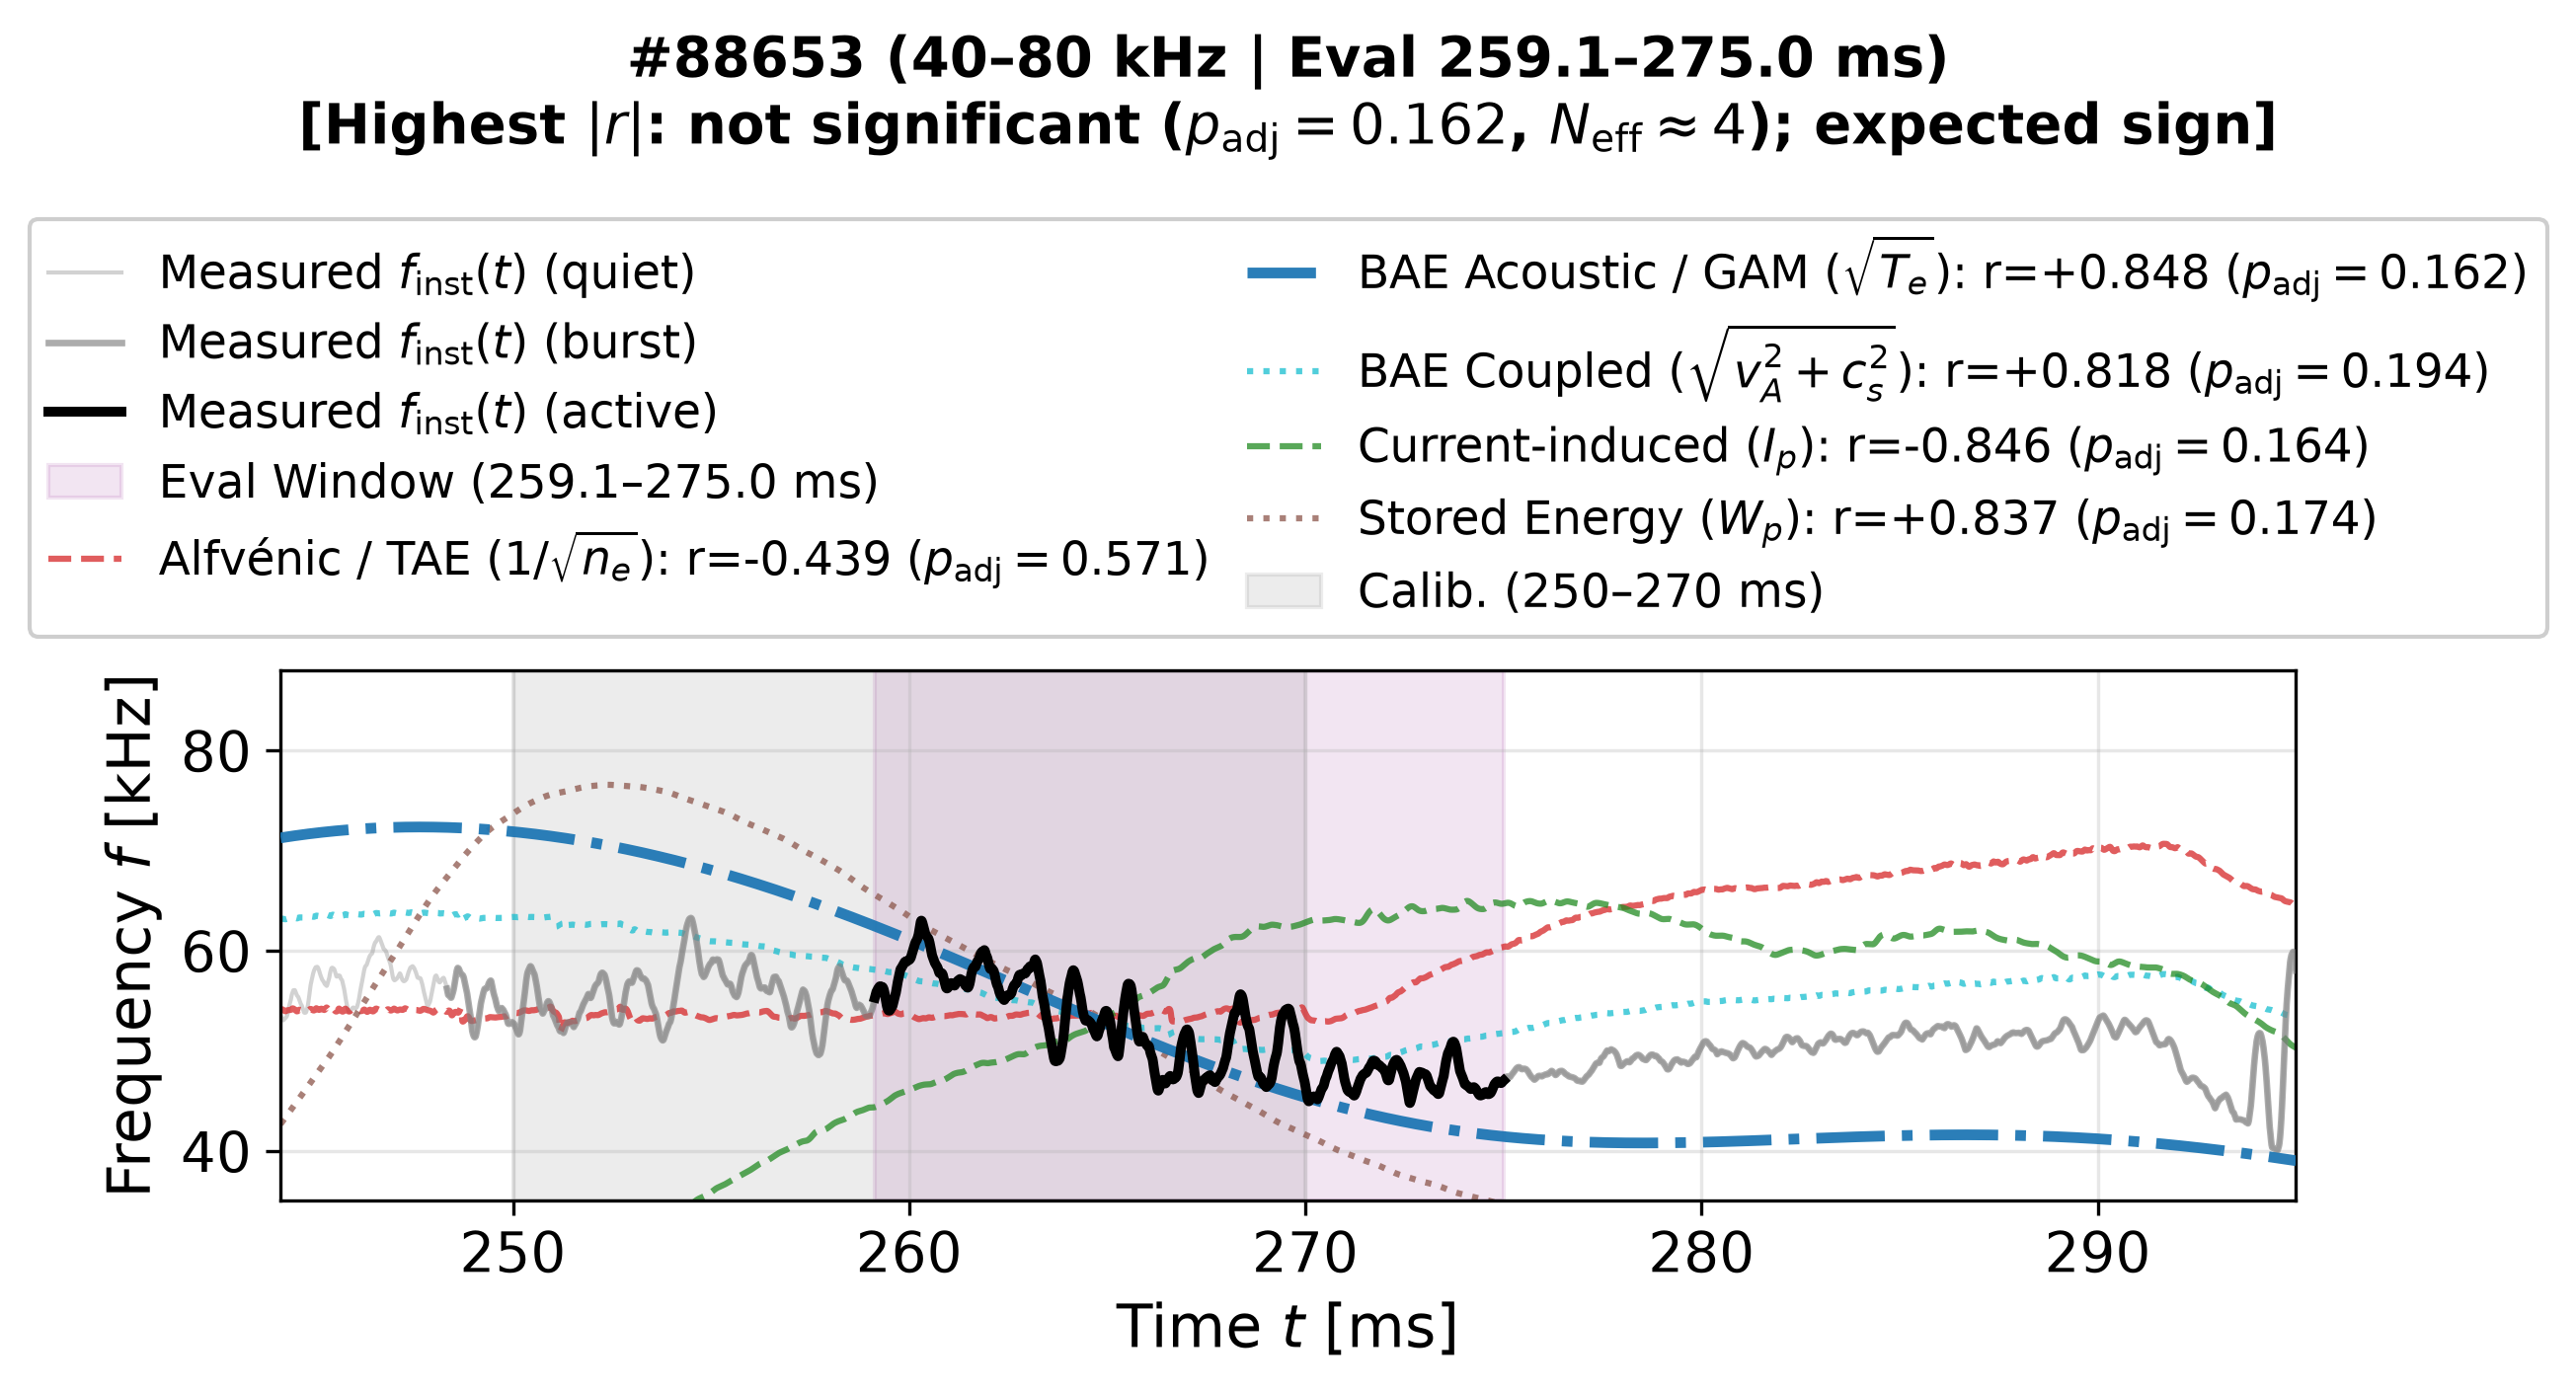 #88653 (40–80 kHz | Eval 259.1–275.0 ms)
[Highest |r|: not significant (p_adj = 0.162, N_eff ≈ 4); expected sign]
Measured f_inst(t) (quiet)
Measured f_inst(t) (burst)
Measured f_inst(t) (active)
Eval Window (259.1–275.0 ms)
Alfvénic / TAE (1/√n_e): r=-0.439 (p_adj = 0.571)
BAE Acoustic / GAM (√T_e): r=+0.848 (p_adj = 0.162)
BAE Coupled (√(v_A^2 + c_s^2)): r=+0.818 (p_adj = 0.194)
Current-induced (I_p): r=-0.846 (p_adj = 0.164)
Stored Energy (W_p): r=+0.837 (p_adj = 0.174)
Calib. (250–270 ms)
Frequency f [kHz]
80
60
40
250 260 270 280 290
Time t [ms]